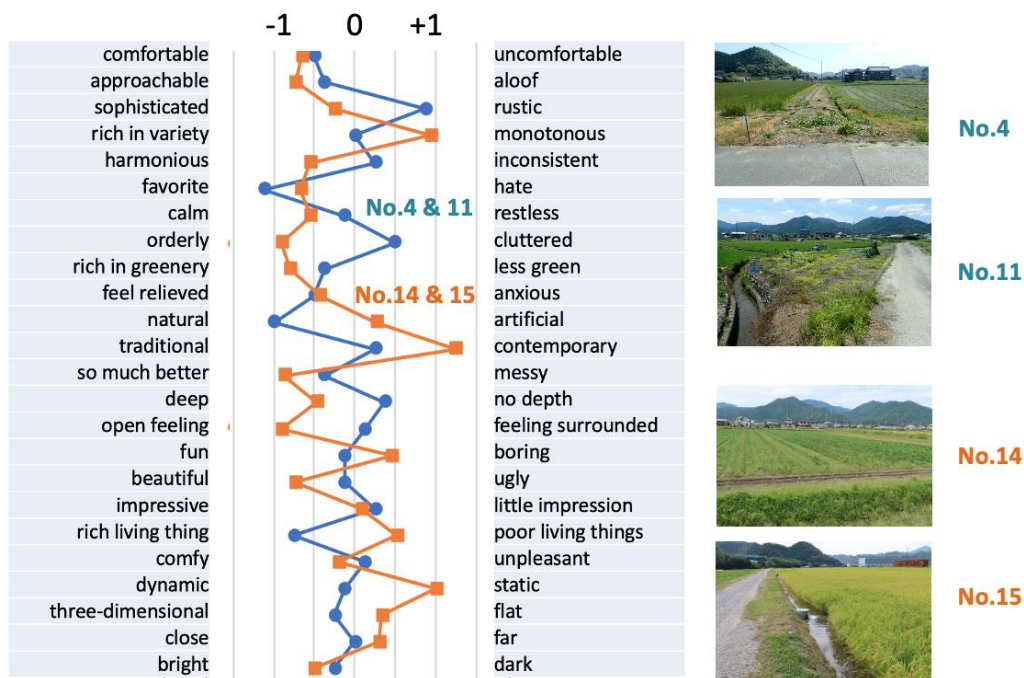 -1 0 +1
comfortable uncomfortable
approachable aloof
sophisticated rustic
rich in variety monotonous
harmonious inconsistent
favorite hate
calm restless
orderly cluttered
rich in greenery less green
feel relieved anxious
natural artificial
traditional contemporary
so much better messy
deep no depth
open feeling feeling surrounded
fun boring
beautiful ugly
impressive little impression
rich living thing poor living things
comfy unpleasant
dynamic static
three-dimensional flat
close far
bright dark
No.4 & 11
No.14 & 15
No.4
No.11
No.14
No.15